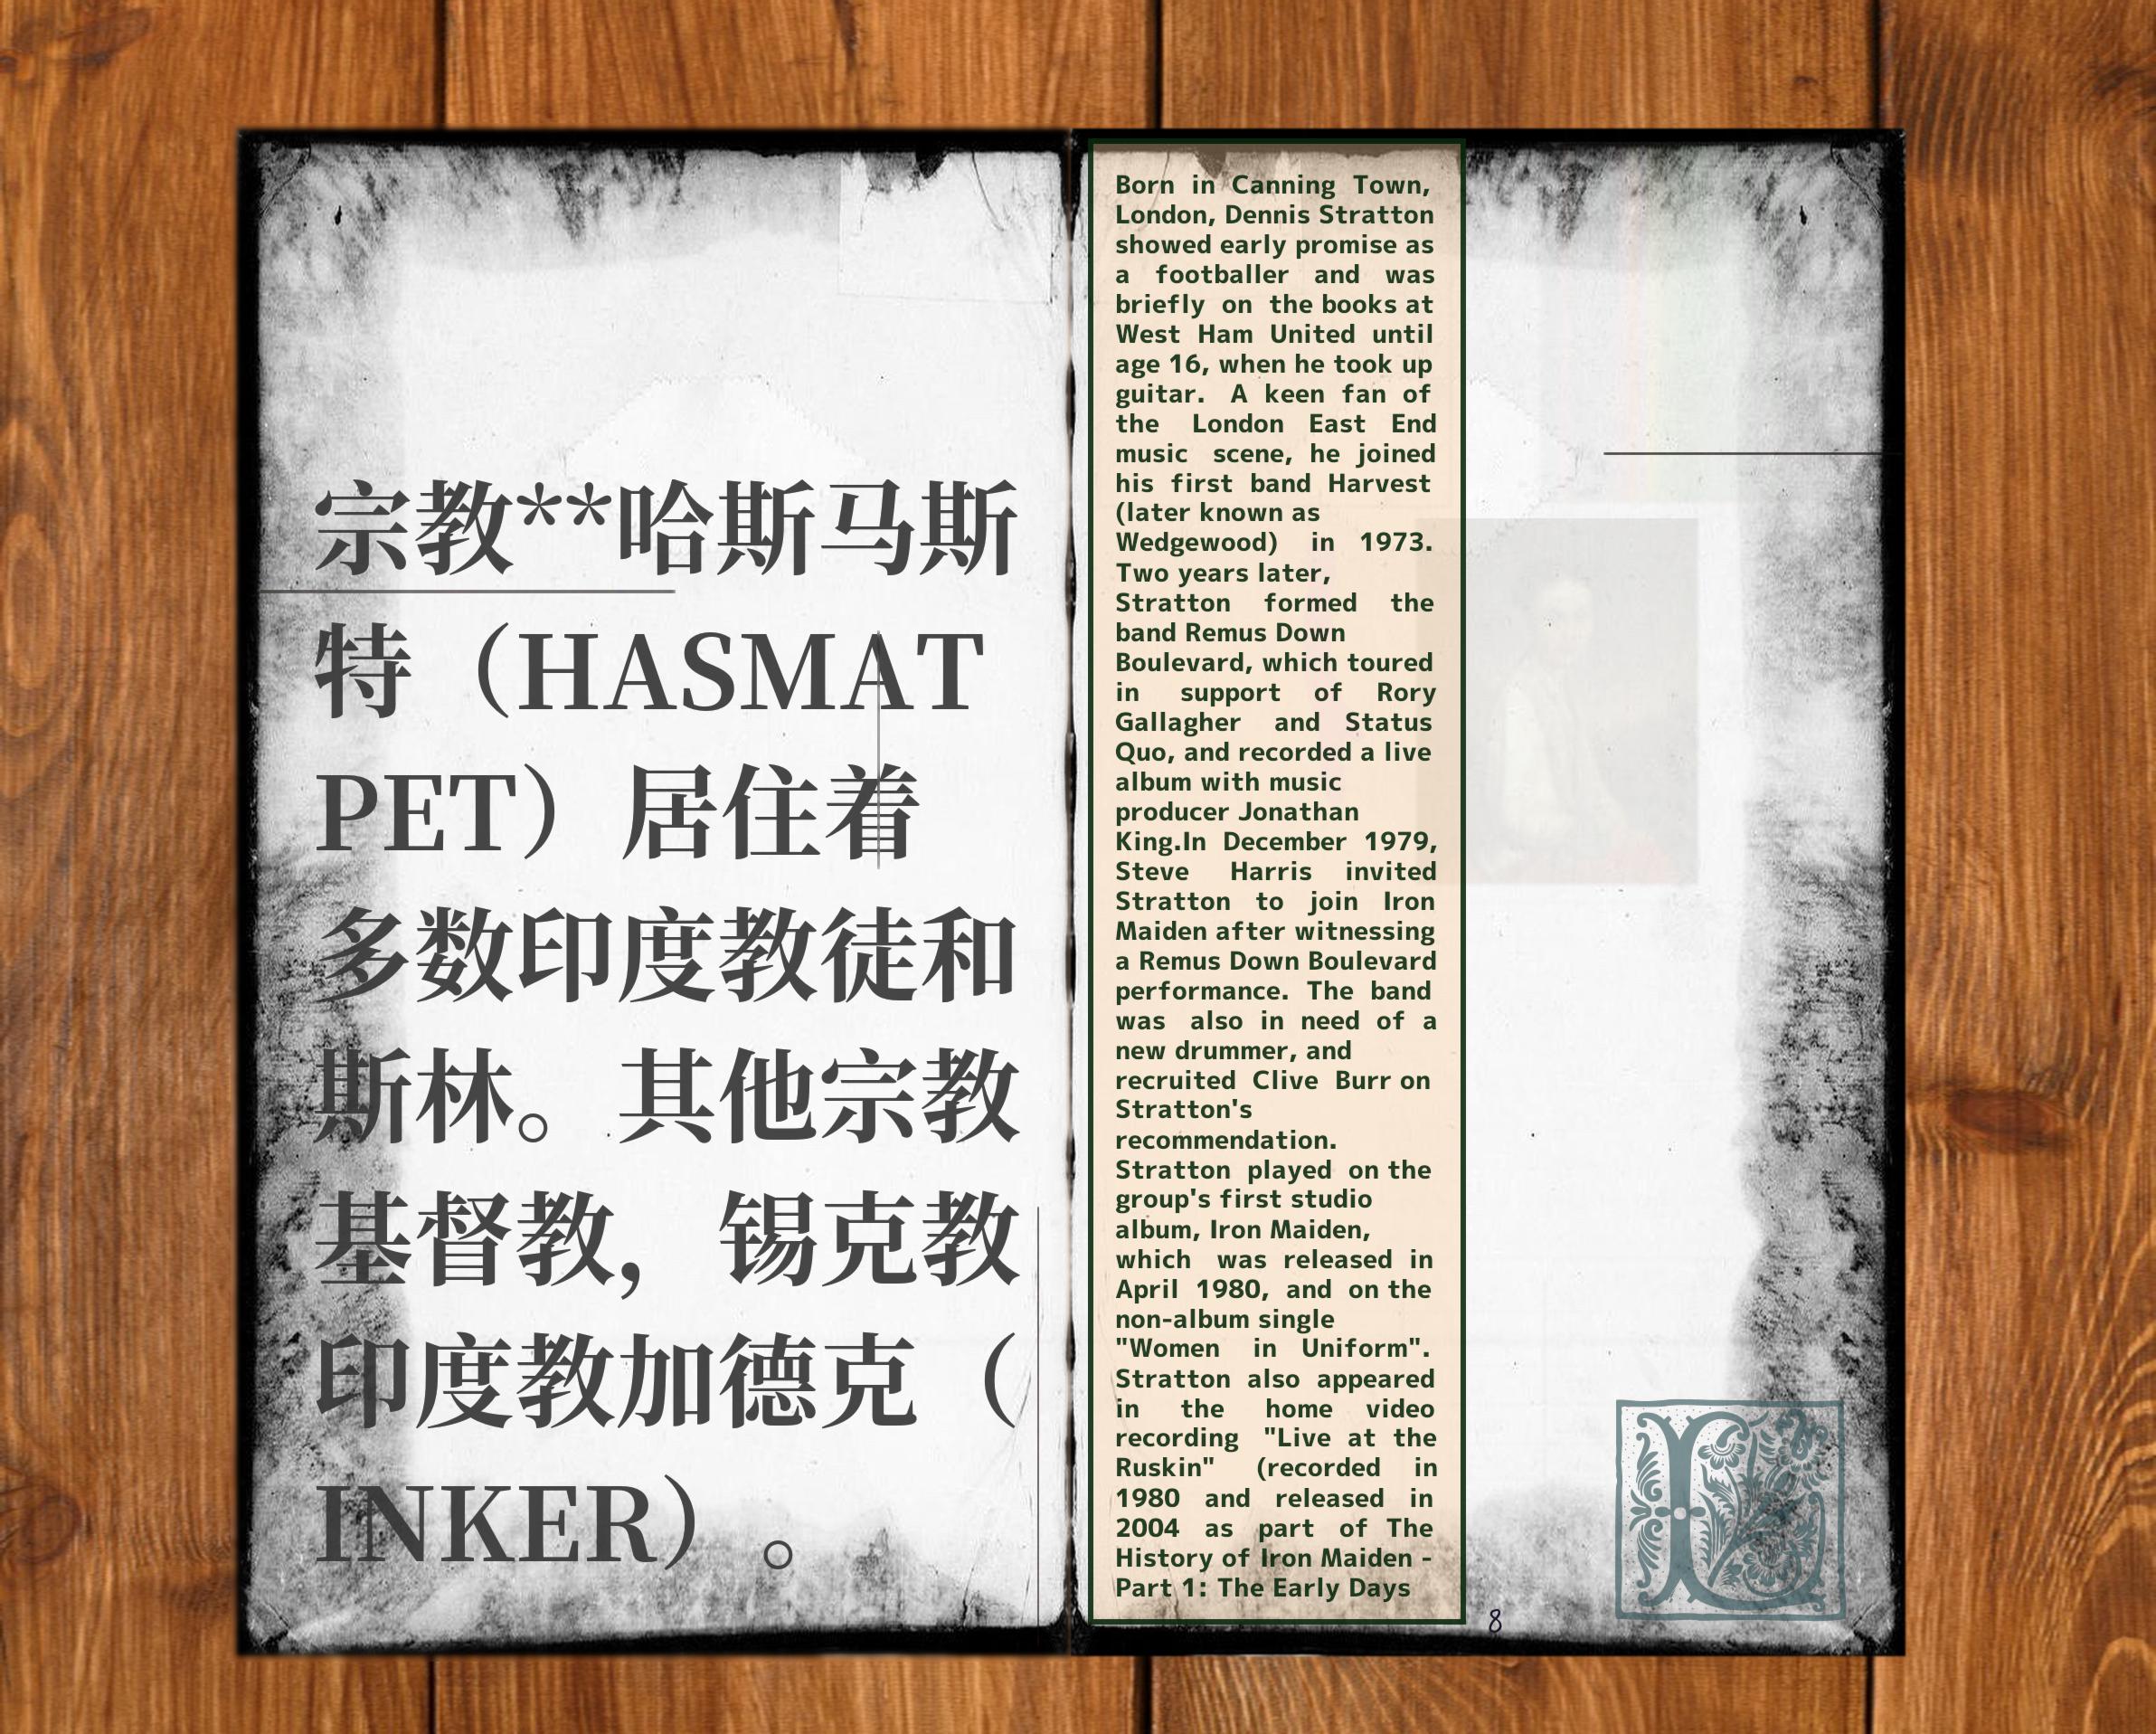 宗教**哈斯马斯
特（HASMAT
PET）居住着
多数印度教徒和
斯林。其他宗教
基督教，锡克教
印度教加德克（
INKER）。
Born in Canning Town,
London, Dennis Stratton
showed early promise as
a footballer and was
briefly on the books at
West Ham United until
age 16, when he took up
guitar. A keen fan of
the London East End
music scene, he joined
his first band Harvest
(later known as
Wedgewood) in 1973.
Two years later,
Stratton formed the
band Remus Down
Boulevard, which toured
in support of Rory
Gallagher and Status
Quo, and recorded a live
album with music
producer Jonathan
King.In December 1979,
Steve Harris invited
Stratton to join Iron
Maiden after witnessing
a Remus Down Boulevard
performance. The band
was also in need of a
new drummer, and
recruited Clive Burr on
Stratton's
recommendation.
Stratton played on the
group's first studio
album, Iron Maiden,
which was released in
April 1980, and on the
non-album single
"Women in Uniform".
Stratton also appeared
in the home video
recording "Live at the
Ruskin" (recorded in
1980 and released in
2004 as part of The
History of Iron Maiden -
Part 1: The Early Days
8
L